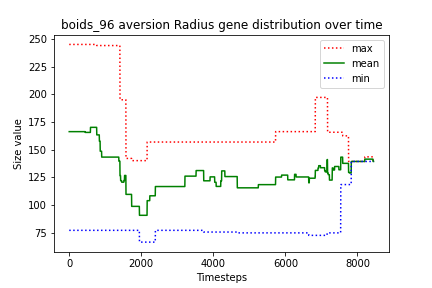 boids_96 aversion Radius gene distribution over time
max
mean
min
Size value
250
225
200
175
150
125
100
75
0
2000
4000
6000
8000
Timesteps